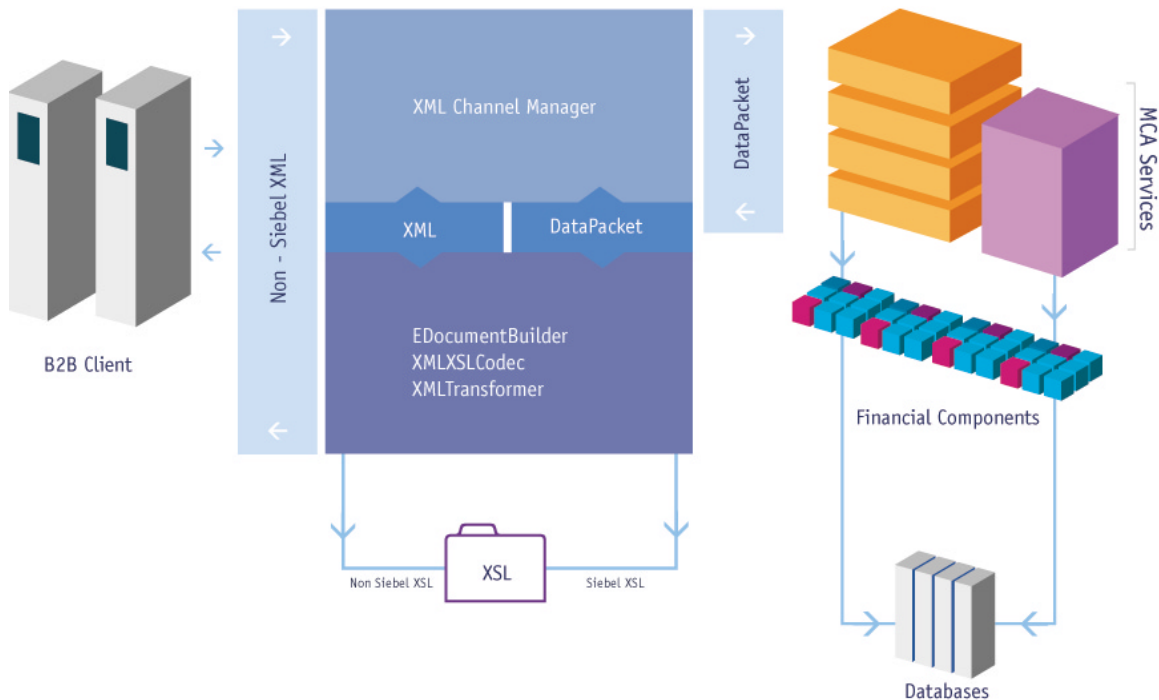 B2B Client
Non - Siebel XML
XML Channel Manager
XML
DataPacket
EDocumentBuilder
XMLXSLCodec
XMLTransformer
DataPacket
MCA Services
Financial Components
Non Siebel XSL
XSL
Siebel XSL
Databases